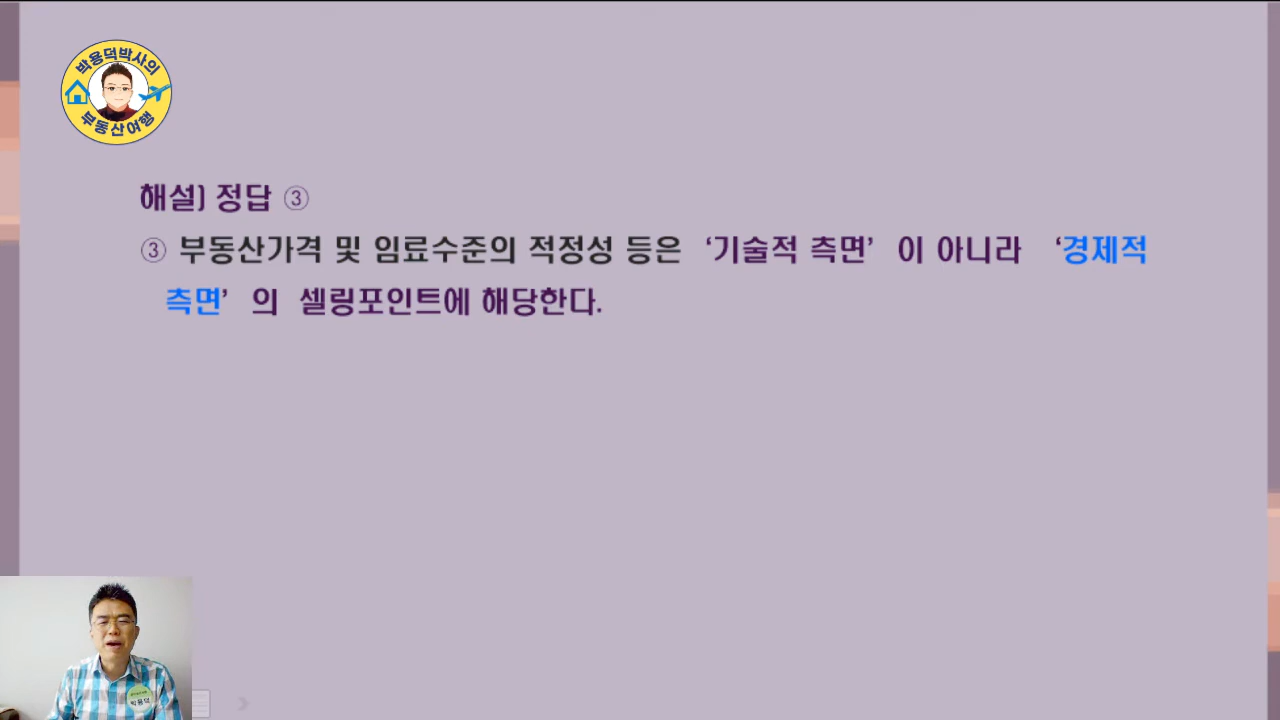 박용덕박사의
부동산여행
해설) 정답 ③
③ 부동산가격 및 임료수준의 적정성 등은 ‘기술적 측면’ 이 아니라 ‘경제적
측면’ 의 셀링포인트에 해당한다.
박용덕